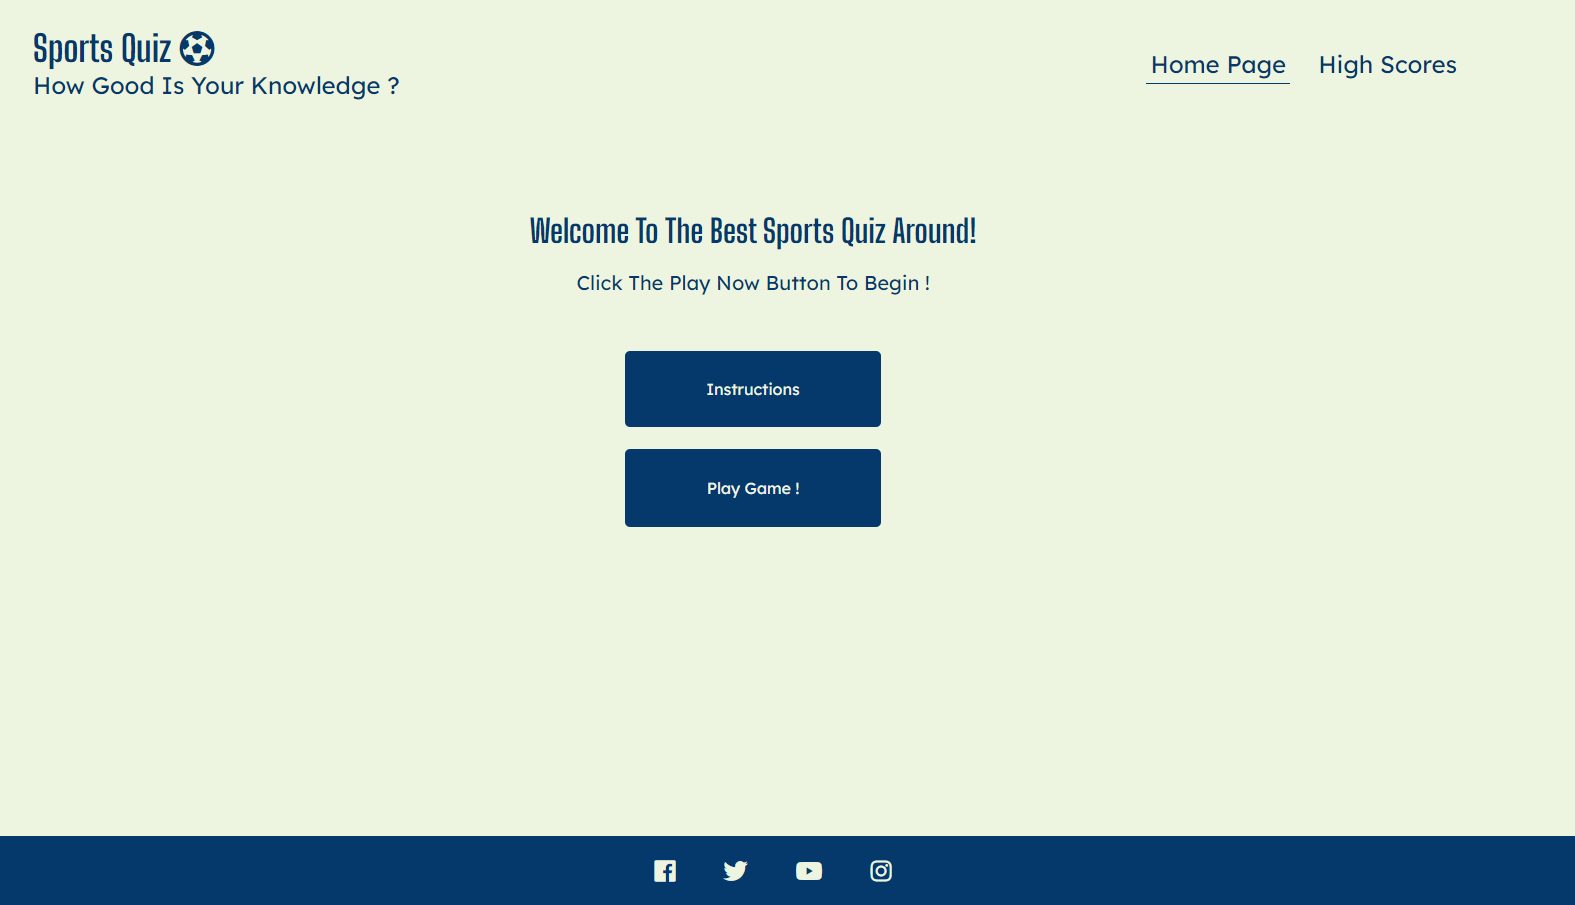 Sports Quiz
How Good Is Your Knowledge ?
Home Page
High Scores
Welcome To The Best Sports Quiz Around!
Click The Play Now Button To Begin !
Instructions
Play Game !